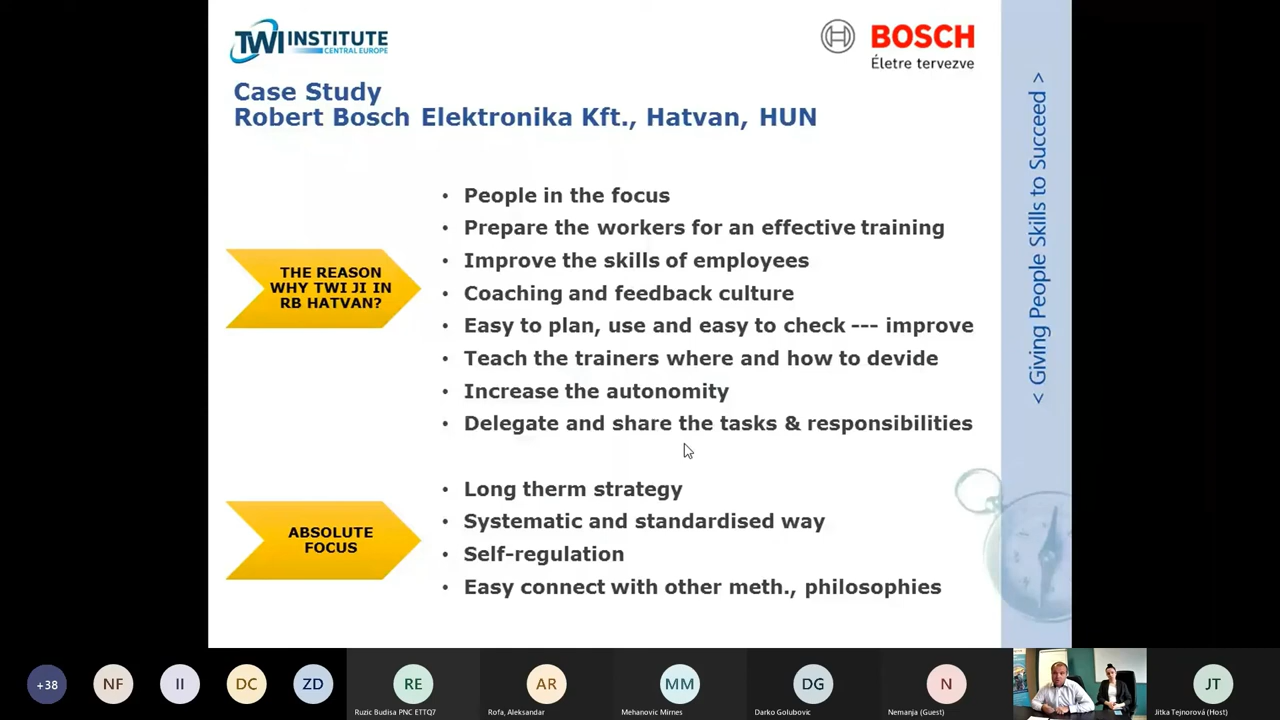 TWI INSTITUTE
CENTRAL EUROPE
BOSCH
Életre tervezve
Case Study
Robert Bosch Elektronika Kft., Hatvan, HUN
THE REASON
WHY TWI JI IN
RB HATVAN?
• People in the focus
• Prepare the workers for an effective training
• Improve the skills of employees
• Coaching and feedback culture
• Easy to plan, use and easy to check --- improve
• Teach the trainers where and how to devide
• Increase the autonomity
• Delegate and share the tasks & responsibilities
ABSOLUTE
FOCUS
• Long therm strategy
• Systematic and standardised way
• Self-regulation
• Easy connect with other meth., philosophies
< Giving People Skills to Succeed >
+38
NF
II
DC
ZD
RE
Ruzic Budisa PNC ETTQ7
AR
Rofa, Aleksandar
MM
Mehanovic Mirnes
DG
Darko Golubovic
N
Nemanja (Guest)
JT
Jitka Tejnorová (Host)